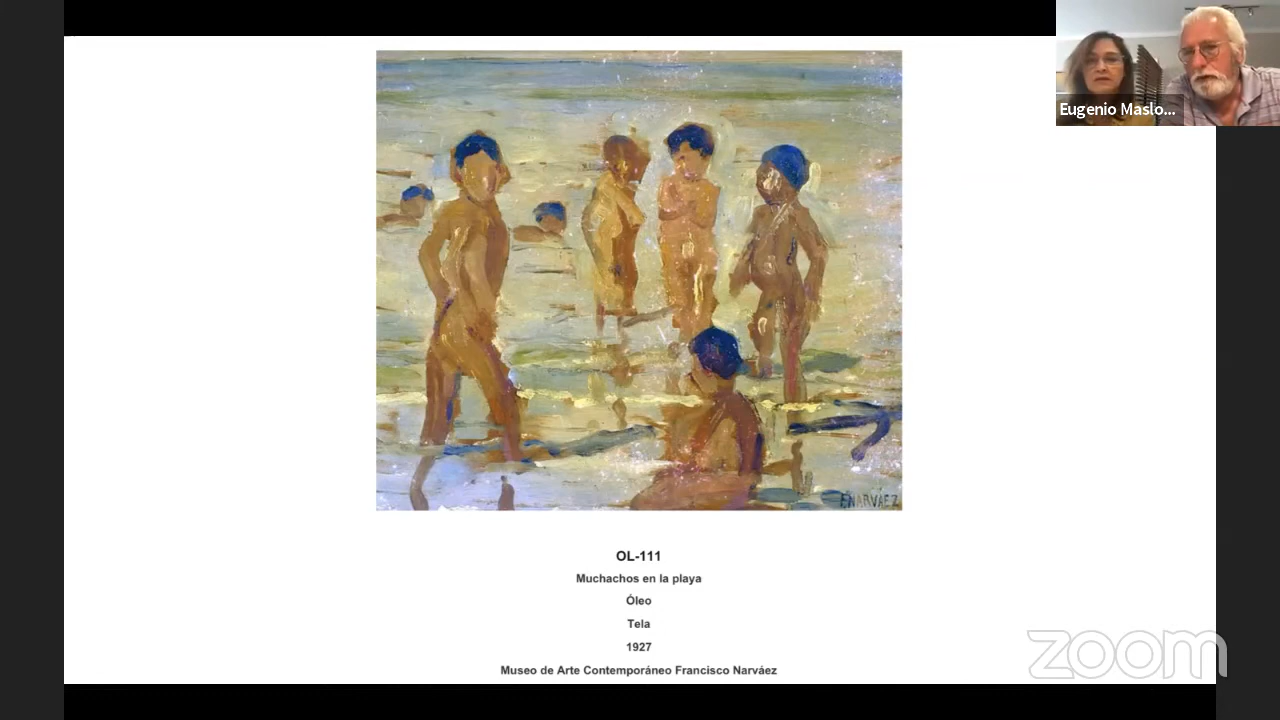 Eugenio Maslo...
F.NARVÁEZ
OL-111
Muchachos en la playa
Óleo
Tela
1927
Museo de Arte Contemporáneo Francisco Narváez
zoom